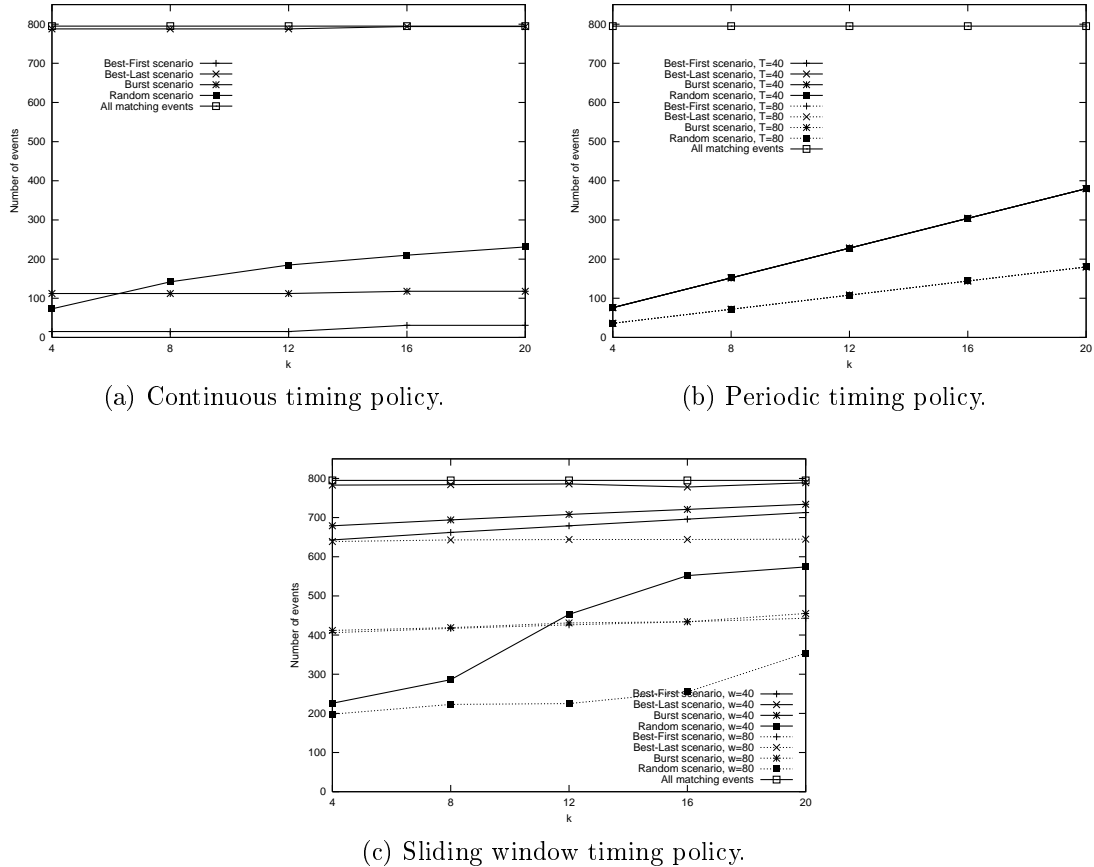 800
700
600
500
400
300
200
100
0
Number of events
Best-First scenario
Best-Last scenario
Burst scenario
Random scenario
All matching events
4 8 12 16 20
k
(a) Continuous timing policy.
800
700
600
500
400
300
200
100
0
Number of events
Best-First scenario, T=40
Best-Last scenario, T=40
Burst scenario, T=40
Random scenario, T=40
Best-First scenario, T=80
Best-Last scenario, T=80
Burst scenario, T=80
Random scenario, T=80
All matching events
4 8 12 16 20
k
(b) Periodic timing policy.
800
700
600
500
400
300
200
100
0
Number of events
Best-First scenario, w=40
Best-Last scenario, w=40
Burst scenario, w=40
Random scenario, w=40
Best-First scenario, w=80
Best-Last scenario, w=80
Burst scenario, w=80
Random scenario, w=80
All matching events
4 8 12 16 20
k
(c) Sliding window timing policy.